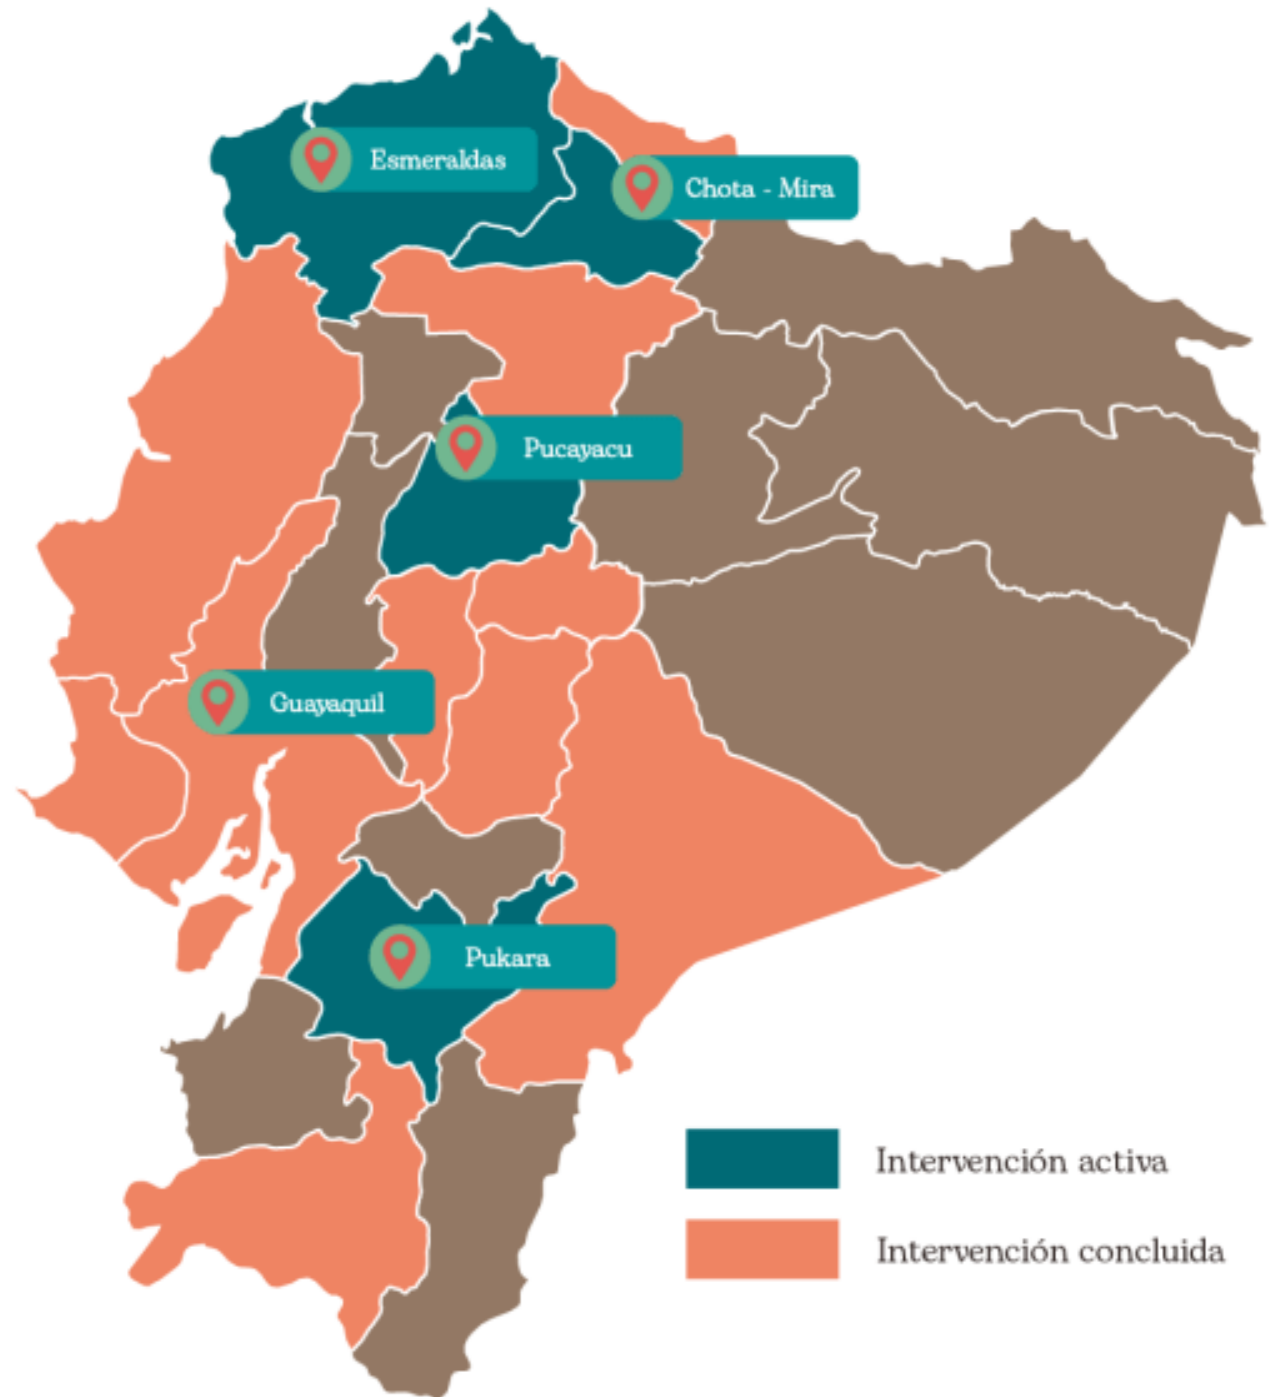 Esmeraldas
Chota - Mira
Pucayacu
Guayaquil
Pukara
Intervención activa
Intervención concluida